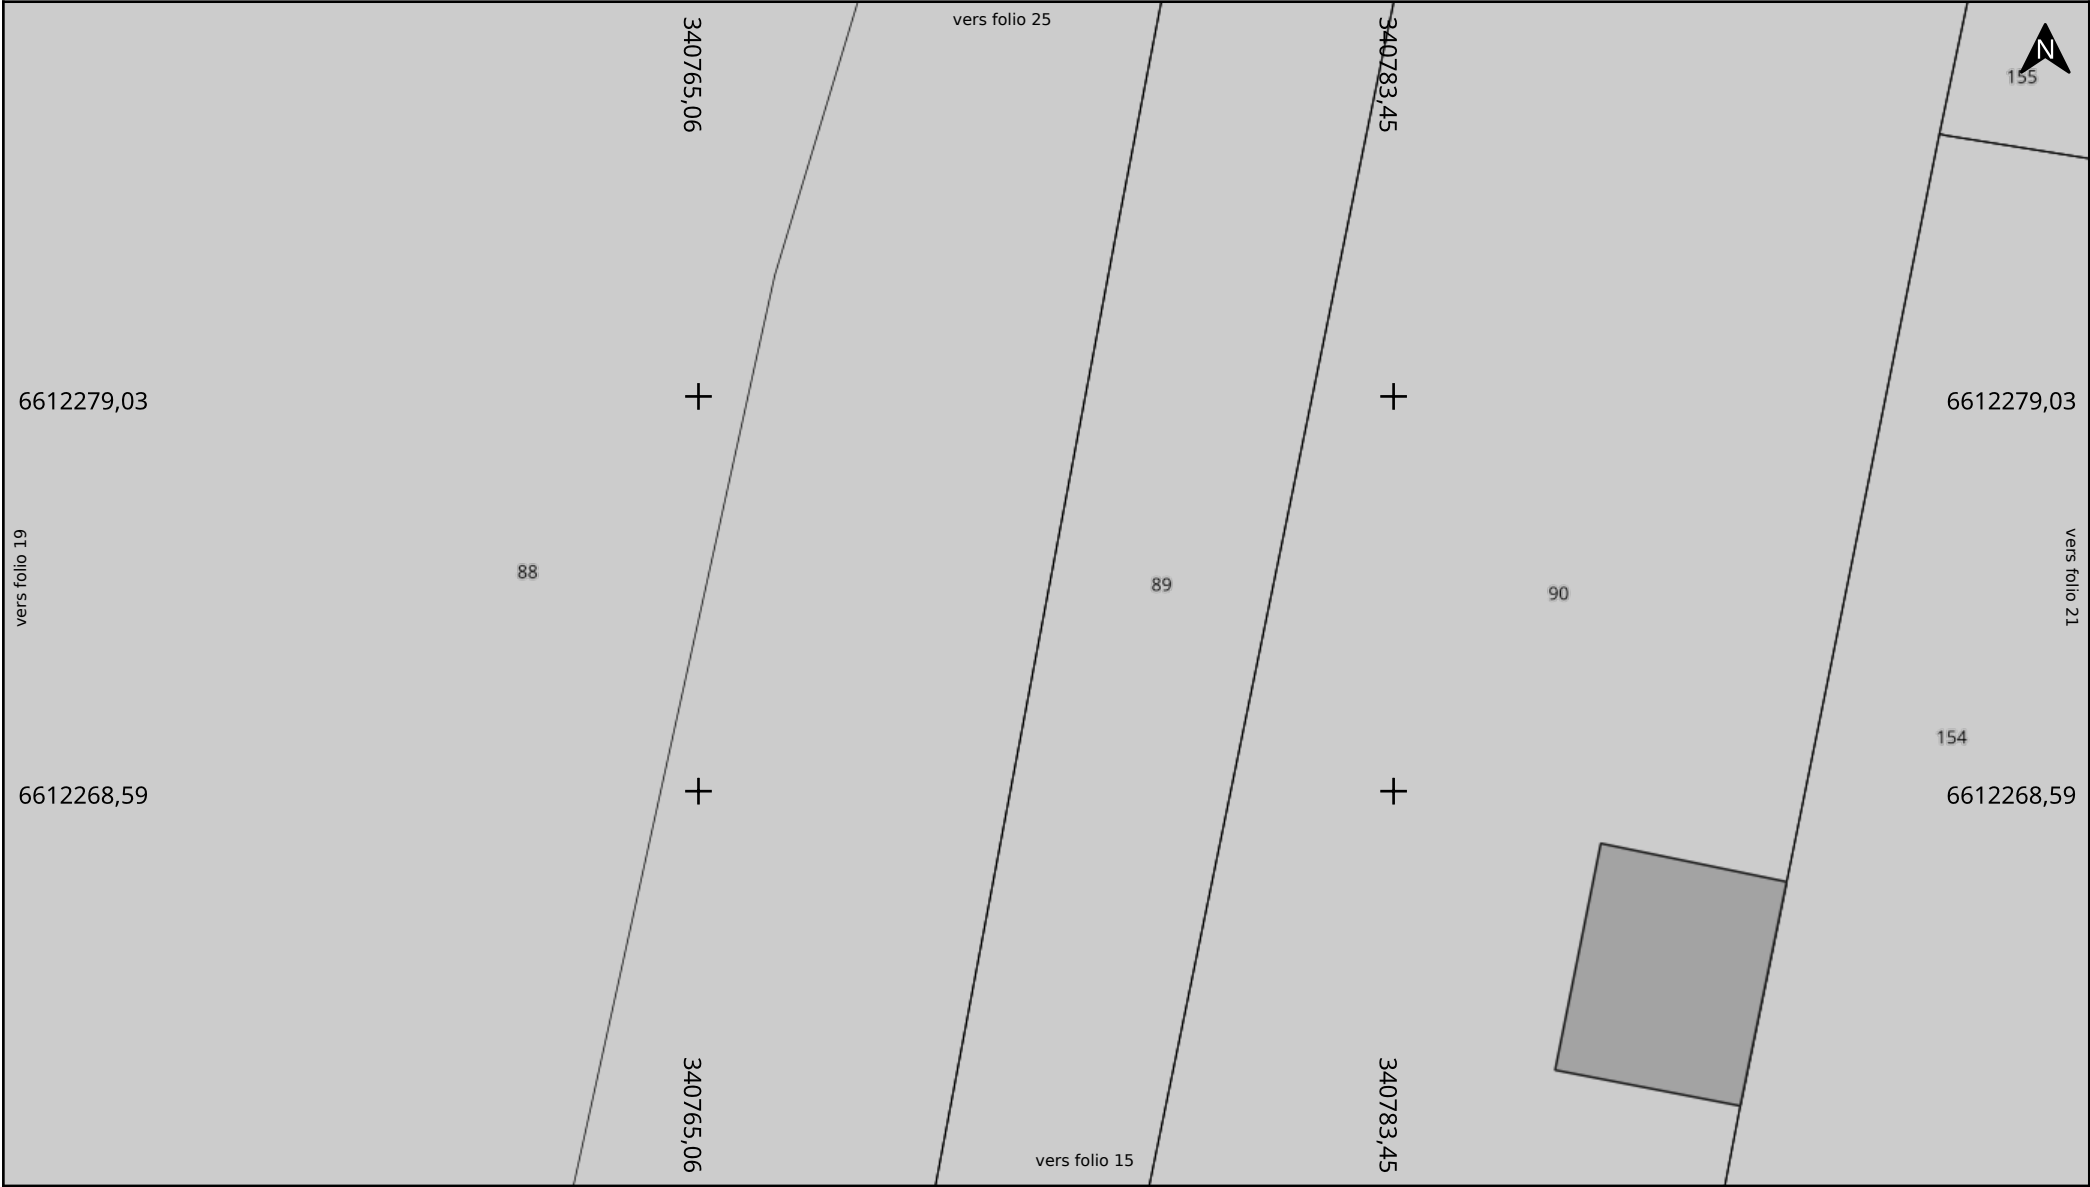 vers folio 25
340765,06
340783,45
N
155
6612279,03
6612279,03
vers folio 19
88
89
90
vers folio 21
154
6612268,59
6612268,59
340765,06
340783,45
vers folio 15